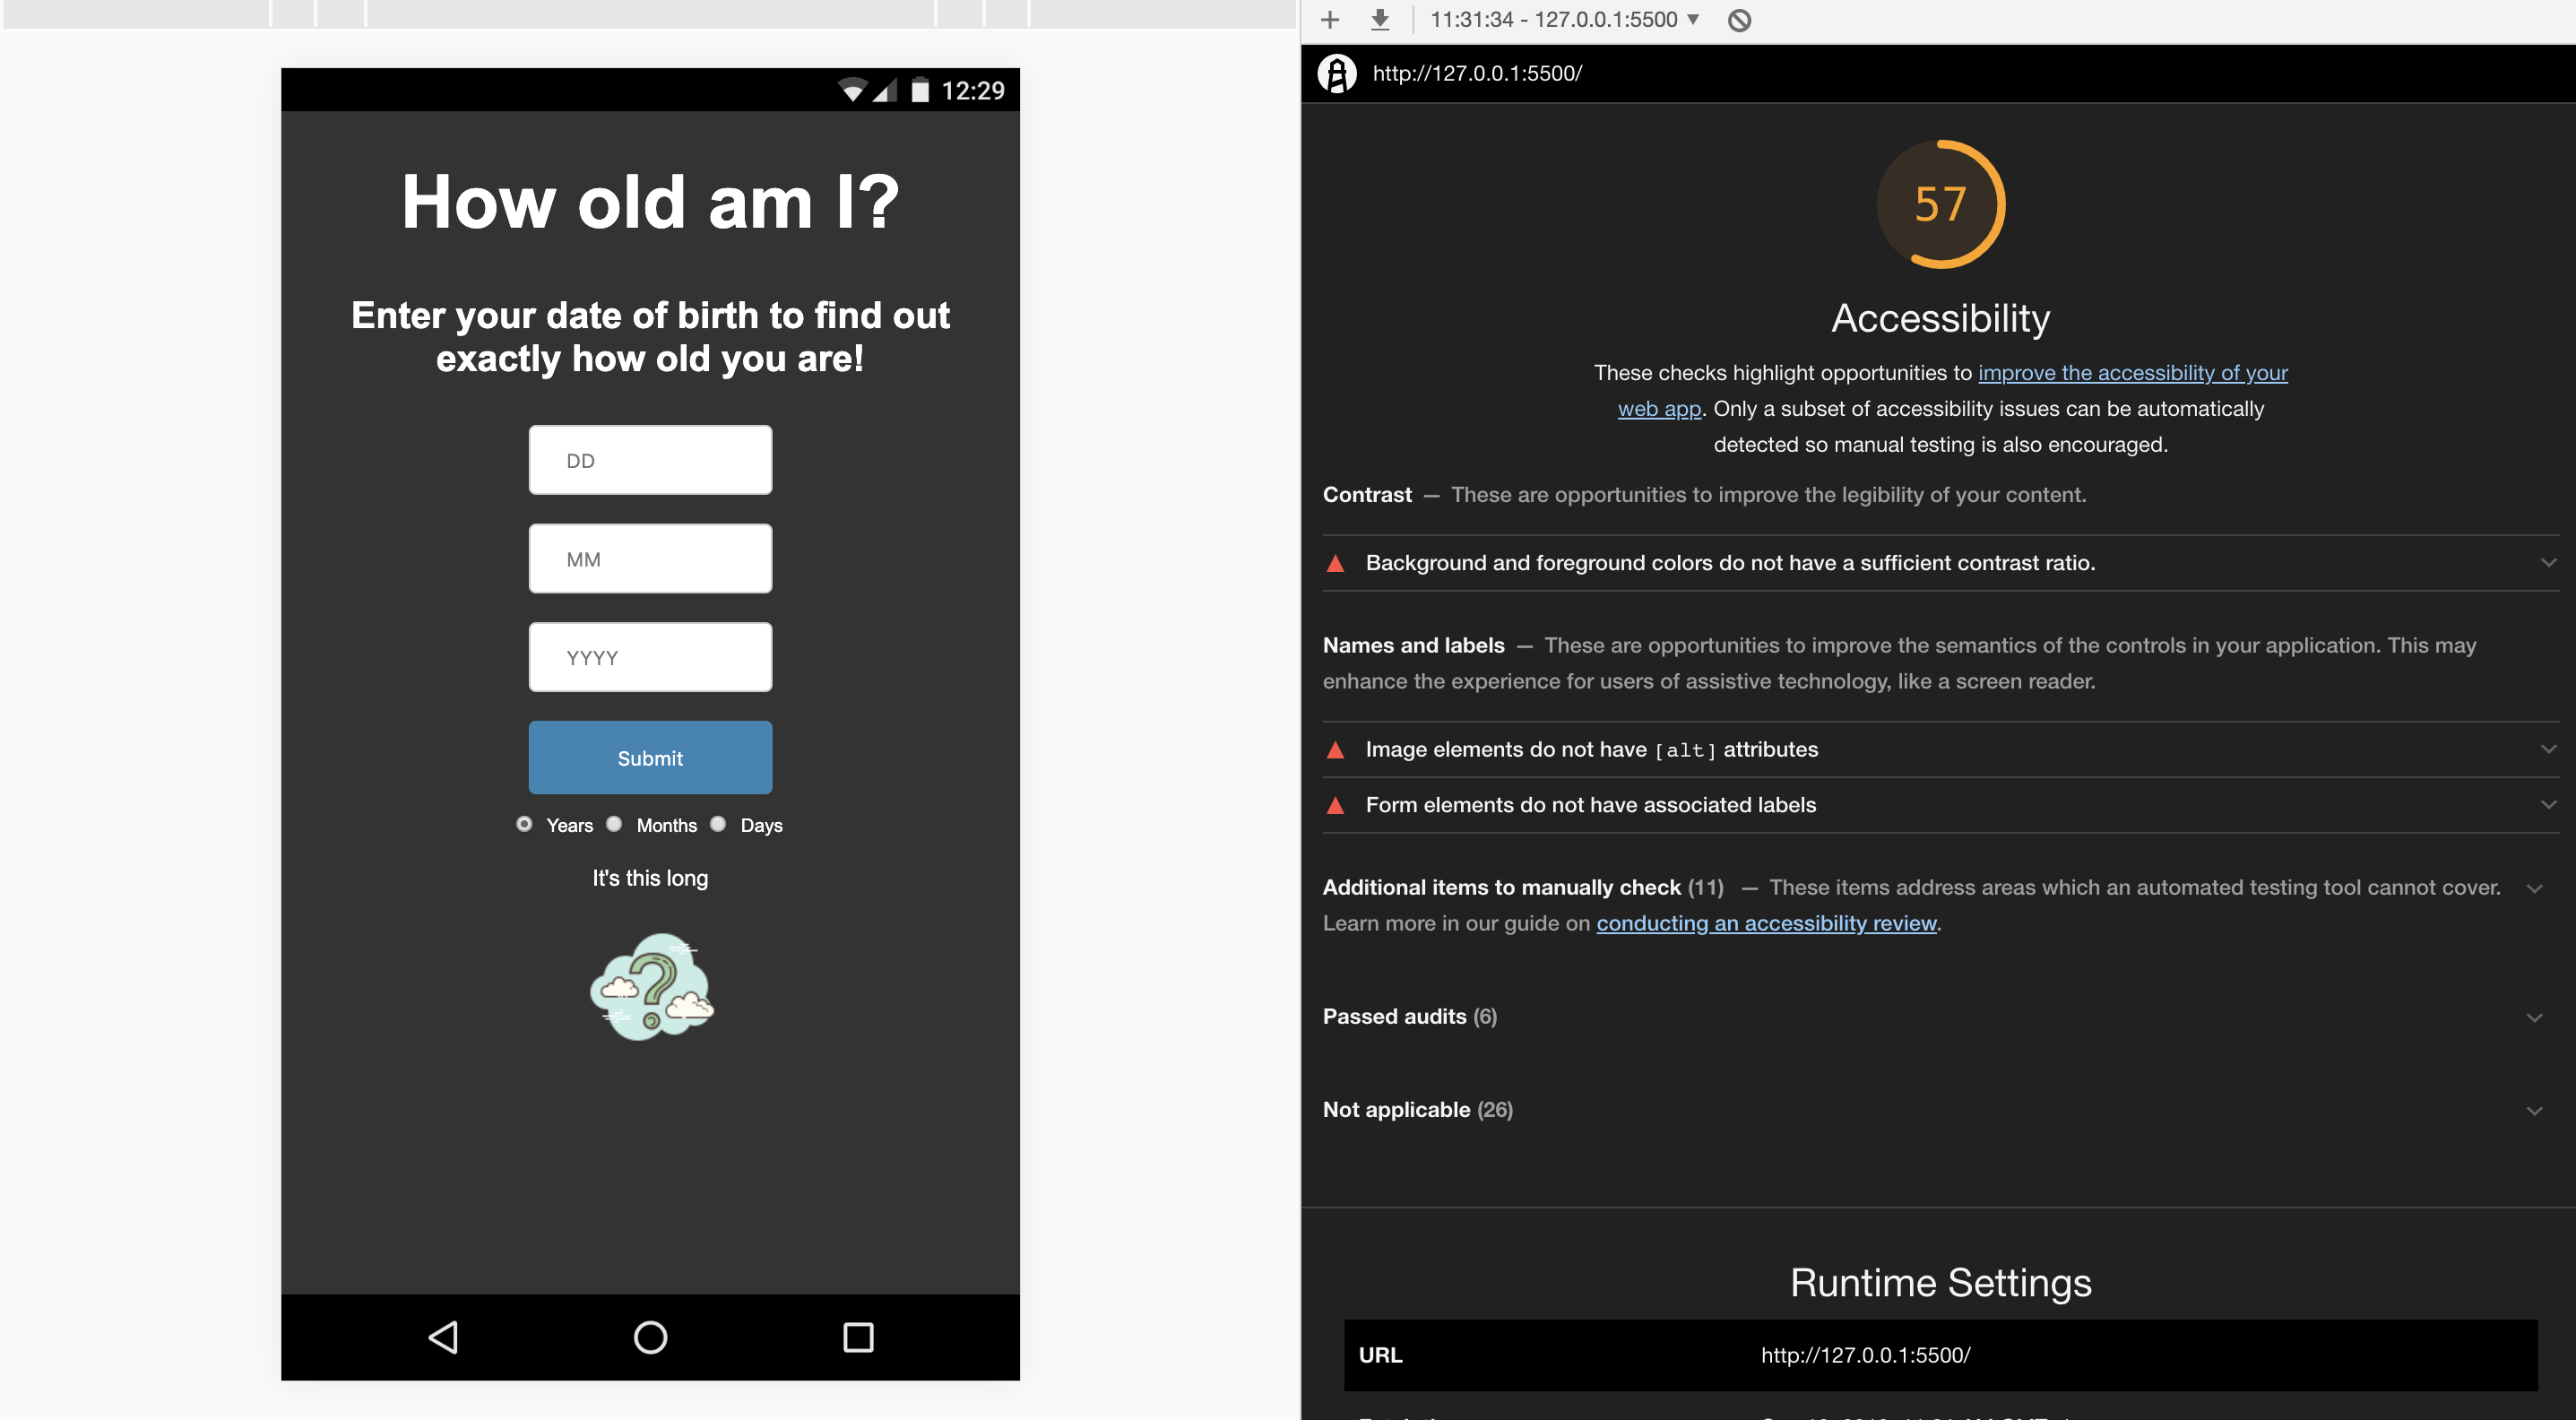 12:29
How old am I?
Enter your date of birth to find out
exactly how old you are!
DD
MM
YYYY
Submit
Years Months Days
It's this long
?
11:31:34 - 127.0.0.1:5500
http://127.0.0.1:5500/
57
Accessibility
These checks highlight opportunities to improve the accessibility of your
web app. Only a subset of accessibility issues can be automatically
detected so manual testing is also encouraged.
Contrast — These are opportunities to improve the legibility of your content.
Background and foreground colors do not have a sufficient contrast ratio.
Names and labels — These are opportunities to improve the semantics of the controls in your application. This may
enhance the experience for users of assistive technology, like a screen reader.
Image elements do not have [alt] attributes
Form elements do not have associated labels
Additional items to manually check (11) — These items address areas which an automated testing tool cannot cover.
Learn more in our guide on conducting an accessibility review.
Passed audits (6)
Not applicable (26)
Runtime Settings
URL http://127.0.0.1:5500/